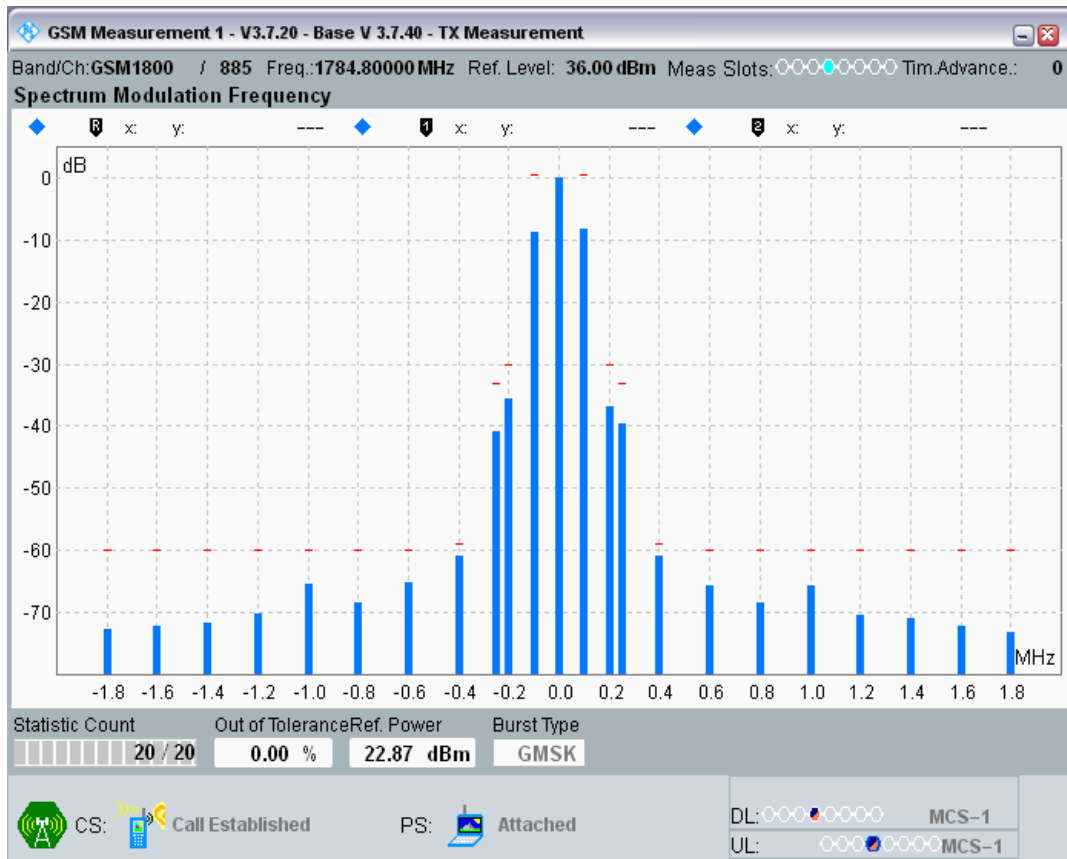 GSM Measurement 1 - V3.7.20 - Base V 3.7.40 - TX Measurement
Band/Ch:GSM1800 / 885 Freq.:1784.80000 MHz Ref. Level: 36.00 dBm Meas Slots: Tim.Advance.: 0
Spectrum Modulation Frequency
R x: y: --- 1 x: y: --- 2 x: y: ---
dB
0
-10
-20
-30
-40
-50
-60
-70
MHz
-1.8 -1.6 -1.4 -1.2 -1.0 -0.8 -0.6 -0.4 -0.2 0.0 0.2 0.4 0.6 0.8 1.0 1.2 1.4 1.6 1.8
Statistic Count Out of Tolerance Ref. Power Burst Type
20 / 20 0.00 % 22.87 dBm GMSK
CS: Call Established PS: Attached
DL: MCS-1
UL: MCS-1